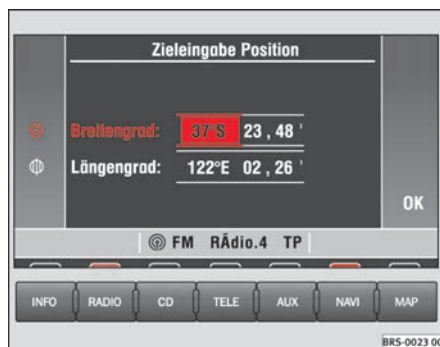 Zieleingabe Position
Breitengrad: 37°S 23 , 48 '
Längengrad: 122°E 02 , 26 '
OK
FM RÄdio.4 TP
INFO RADIO CD TELE AUX NAVI MAP
BRS-0023 00